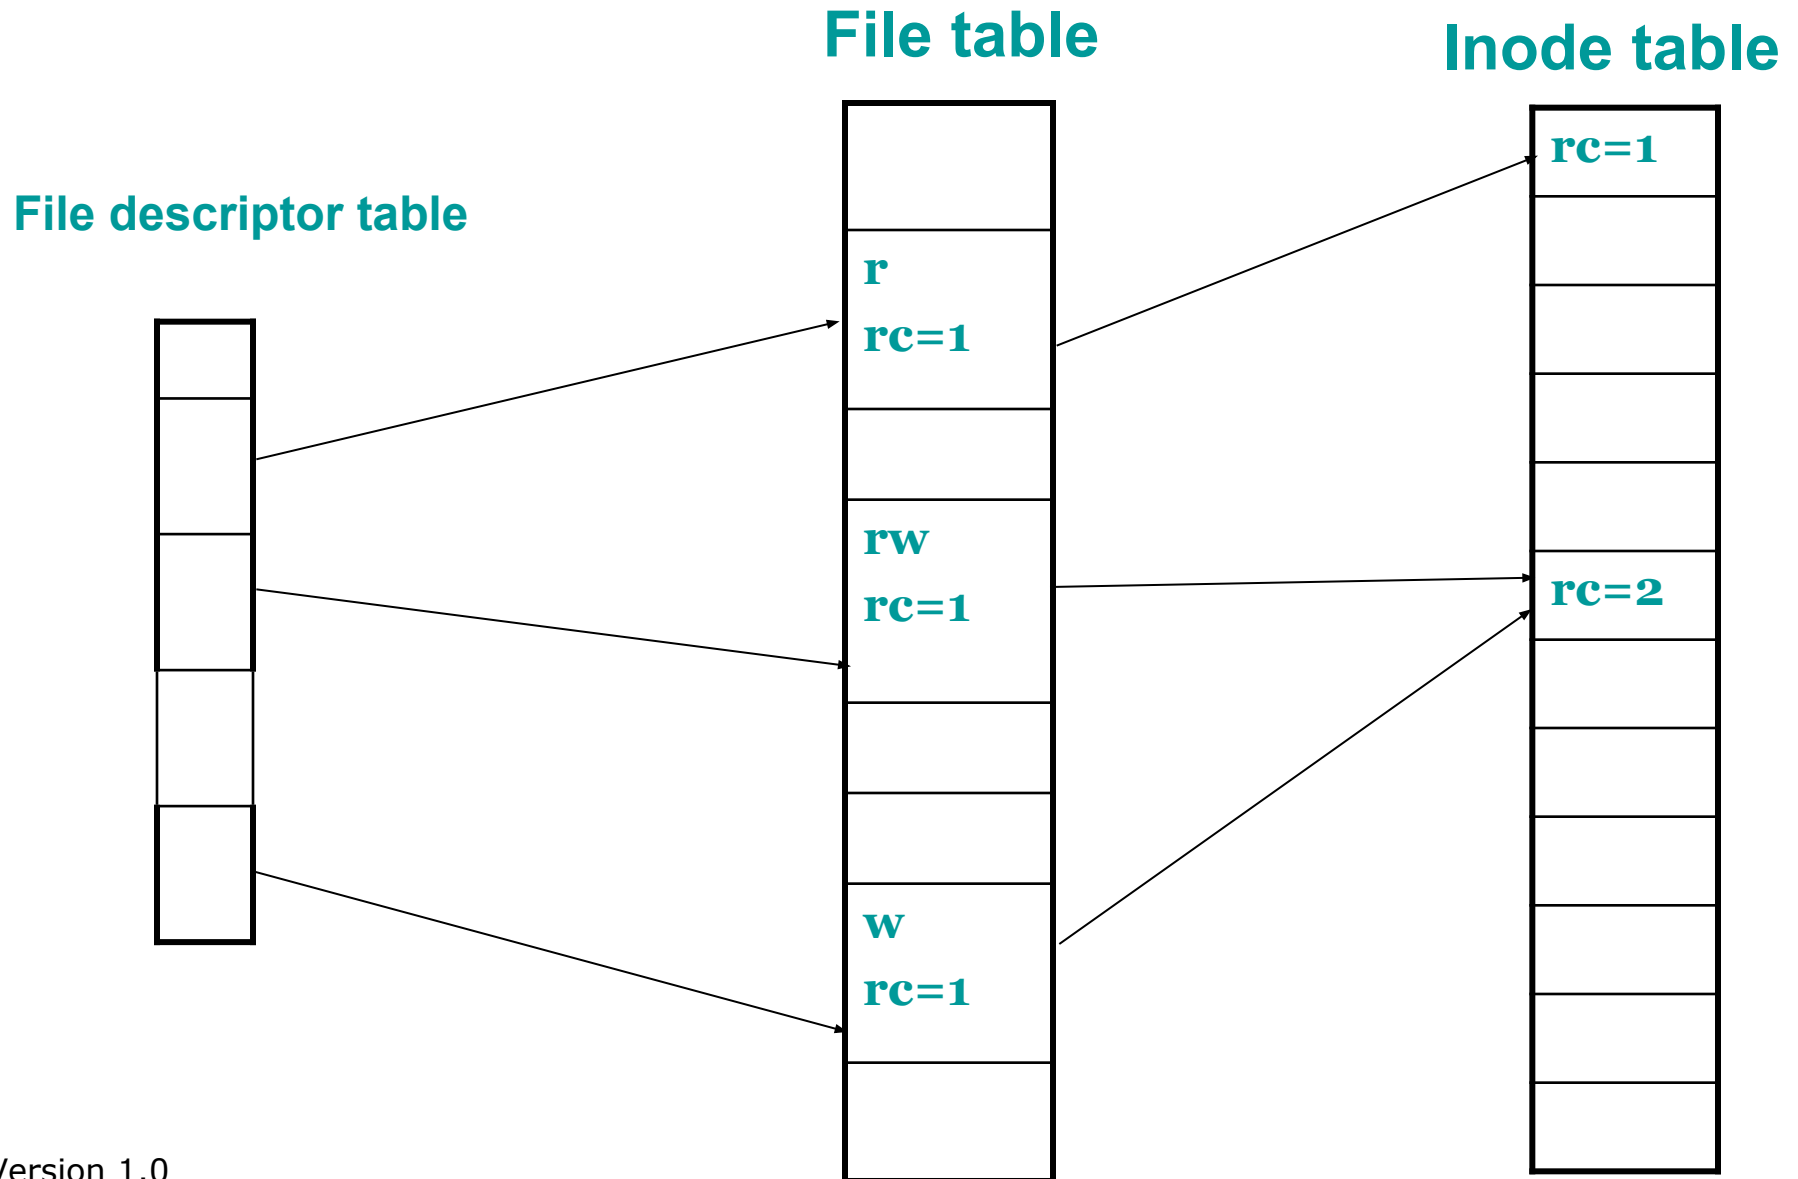 File table
Inode table
File descriptor table
r
rc=1
rw
rc=1
w
rc=1
rc=1
rc=2
Version 1.0